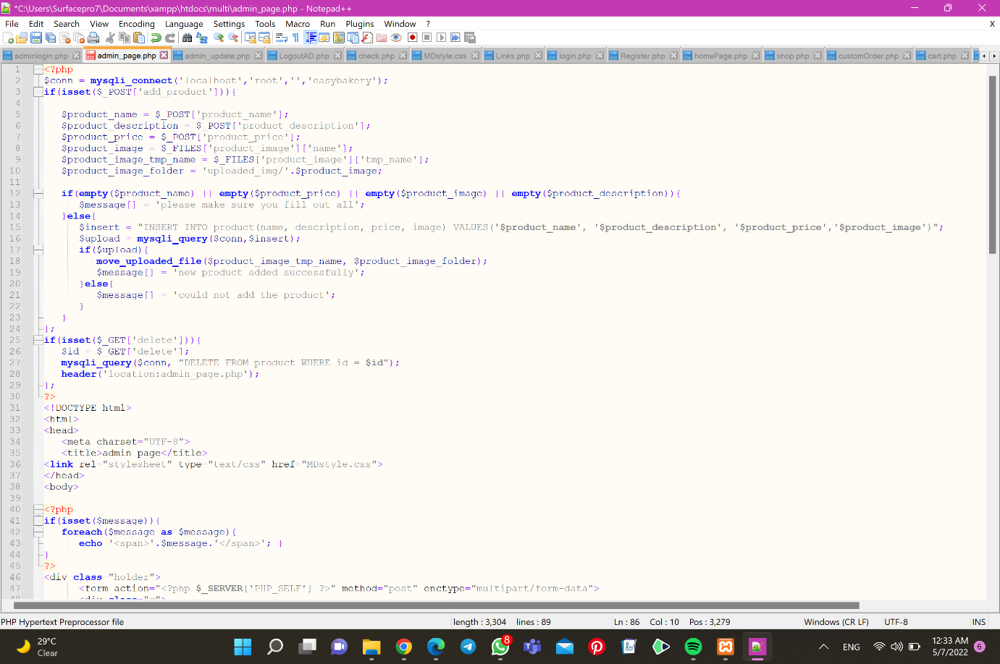 *C:\Users\Surfacepro7\Documents\xampp\htdocs\multi\admin_page.php - Notepad++
File Edit Search View Encoding Language Settings Tools Macro Run Plugins Window ? X
adminlogin.php admin_page.php admin_update.php LogoutAD.php check.php MDstyle.css Links.php login.php Register.php homePage.php shop.php customOrder.php cart.php
1 <?php
2 $conn = mysqli_connect('localhost','root','','easybakery');
3 if(isset($_POST['add_product'])){
4
5 $product_name = $_POST['product_name'];
6 $product_description = $_POST['product_description'];
7 $product_price = $_POST['product_price'];
8 $product_image = $_FILES['product_image']['name'];
9 $product_image_tmp_name = $_FILES['product_image']['tmp_name'];
10 $product_image_folder = 'uploaded_img/'.$product_image;
11
12 if(empty($product_name) || empty($product_price) || empty($product_image) || empty($product_description)){
13 $message[] = 'please make sure you fill out all';
14 }else{
15 $insert = "INSERT INTO product(name, description, price, image) VALUES('$product_name', '$product_description', '$product_price','$product_image')";
16 $upload = mysqli_query($conn,$insert);
17 if($upload){
18 move_uploaded_file($product_image_tmp_name, $product_image_folder);
19 $message[] = 'new product added successfully';
20 }else{
21 $message[] = 'could not add the product';
22 }
23 }
24 };
25 if(isset($_GET['delete'])){
26 $id = $_GET['delete'];
27 mysqli_query($conn, "DELETE FROM product WHERE id = $id");
28 header('location:admin_page.php');
29 };
30 ?>
31 <!DOCTYPE html>
32 <html>
33 <head>
34 <meta charset="UTF-8">
35 <title>admin page</title>
36 <link rel="stylesheet" type="text/css" href="MDstyle.css">
37 </head>
38 <body>
39
40 <?php
41 if(isset($message)){
42 foreach($message as $message){
43 echo '<span>'.$message.'</span>'; }
44 }
45 ?>
46 <div class="holder">
47 <form action="<?php $_SERVER['PHP_SELF'] ?>" method="post" enctype="multipart/form-data">
PHP Hypertext Preprocessor file length : 3,304 lines : 89 Ln : 86 Col : 10 Pos : 3,279 Windows (CR LF) UTF-8 INS
29°C
Clear
8
ENG
12:33 AM
5/7/2022
6